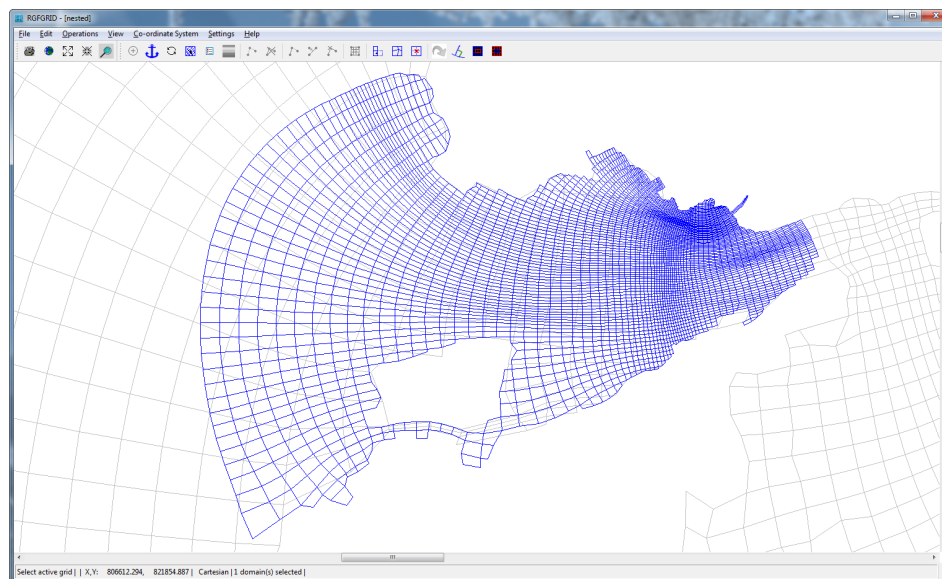 RGFGRID - [nested]
File Edit Operations View Co-ordinate System Settings Help
Select active grid | | X,Y: 806612.294, 821854.887 | Cartesian | 1 domain(s) selected |